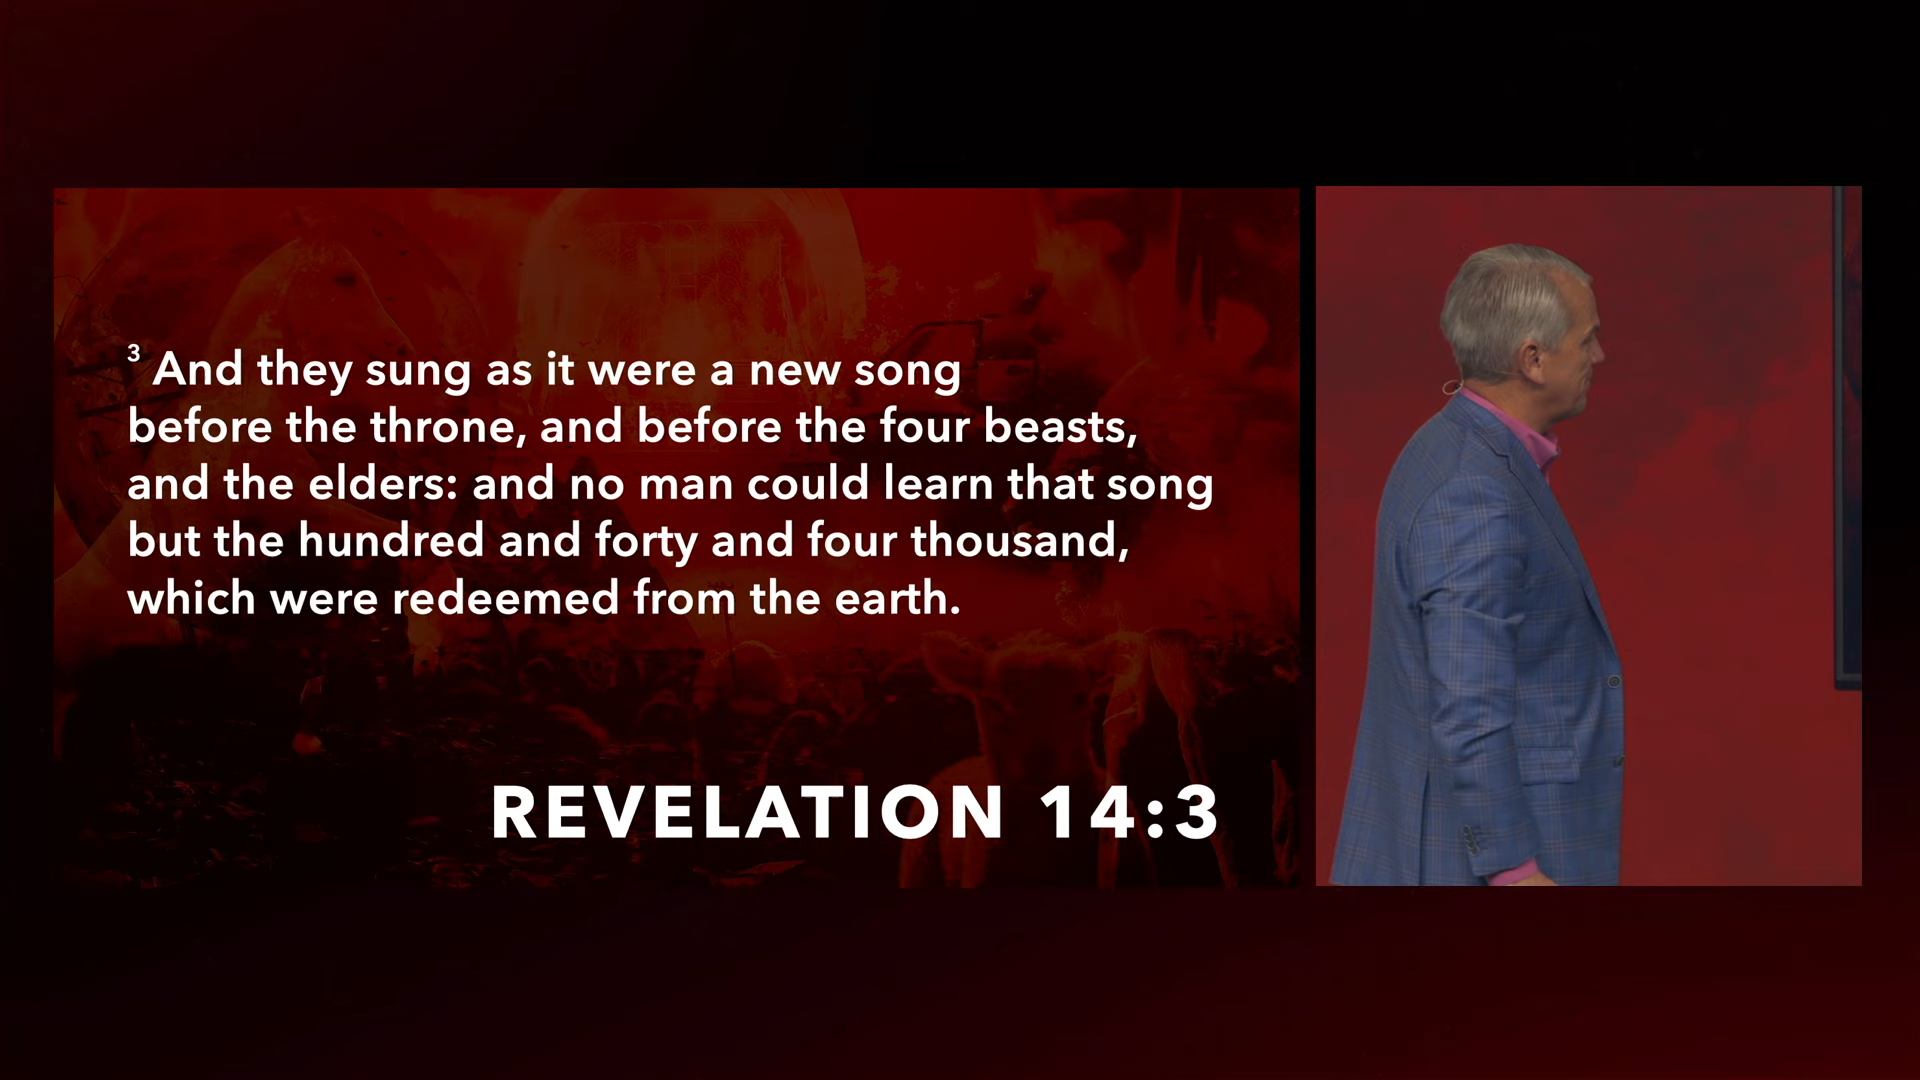 3 And they sung as it were a new song
before the throne, and before the four beasts,
and the elders: and no man could learn that song
but the hundred and forty and four thousand,
which were redeemed from the earth.
REVELATION 14:3